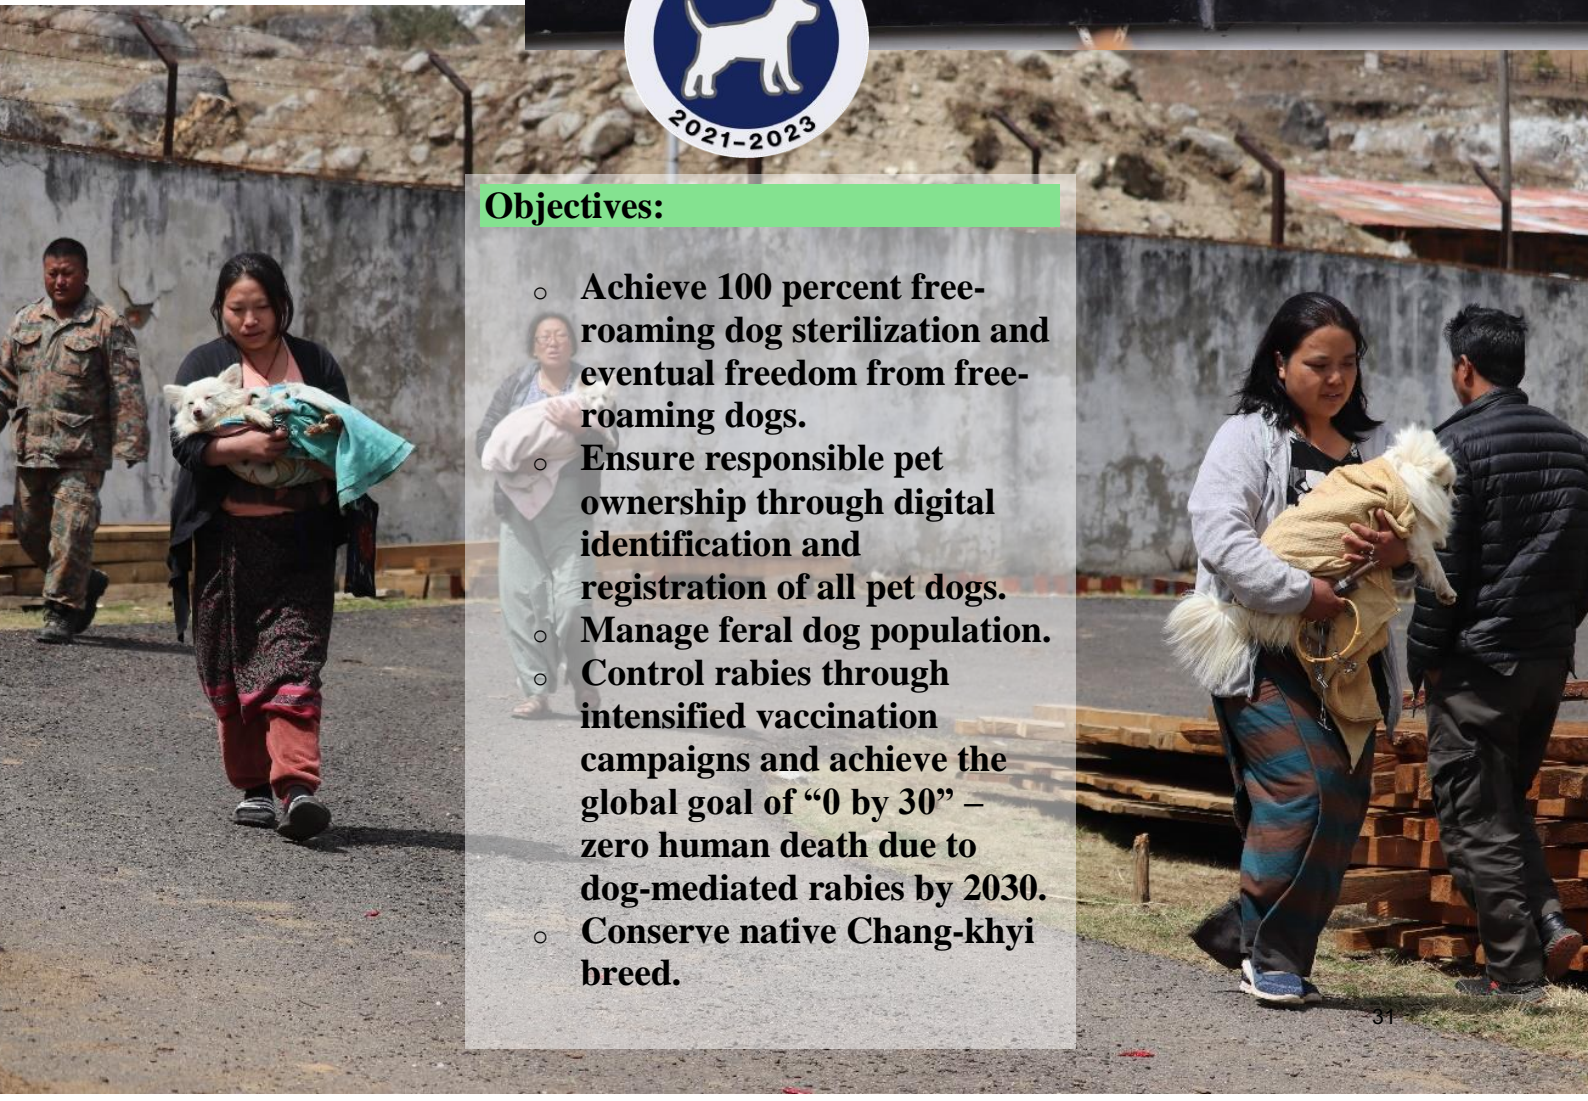 2021-2023
Objectives:
o Achieve 100 percent free-
roaming dog sterilization and
eventual freedom from free-
roaming dogs.
o Ensure responsible pet
ownership through digital
identification and
registration of all pet dogs.
o Manage feral dog population.
o Control rabies through
intensified vaccination
campaigns and achieve the
global goal of “0 by 30” –
zero human death due to
dog-mediated rabies by 2030.
o Conserve native Chang-khyi
breed.
31